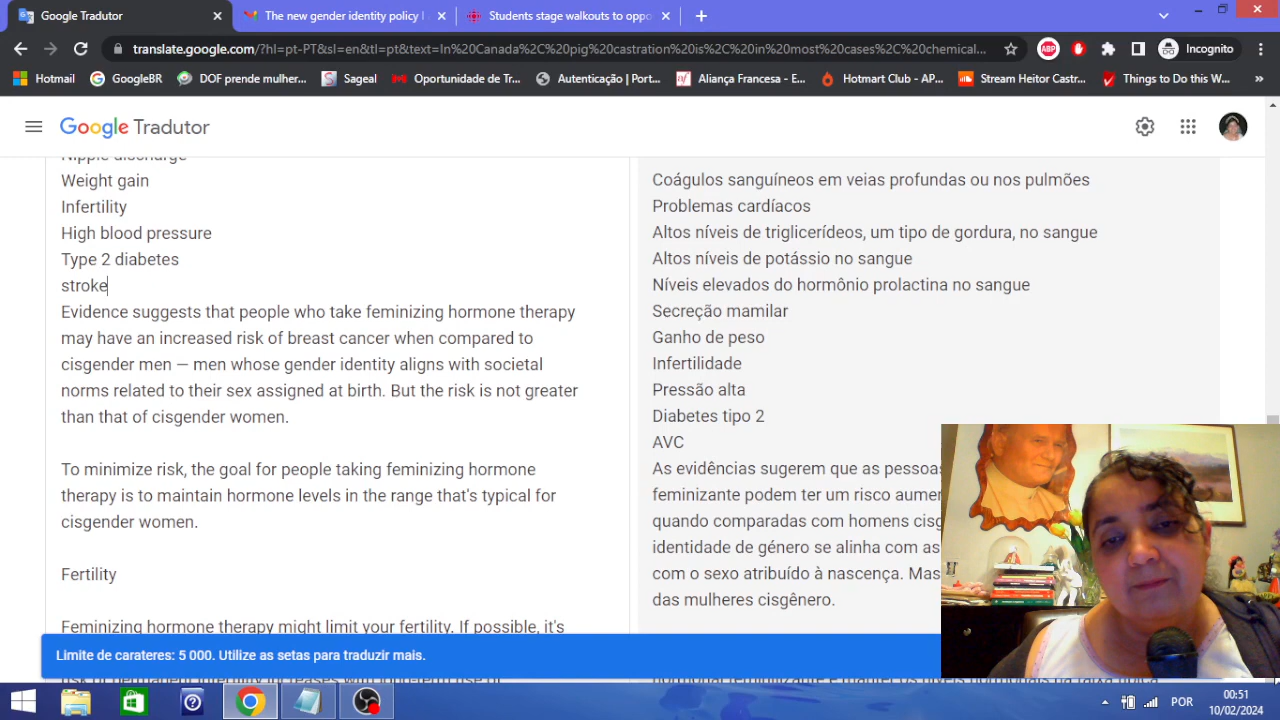 Google Tradutor
The new gender identity policy i
Students stage walkouts to oppo
translate.google.com/?hl=pt-PT&sl=en&tl=pt&text=In%20Canada%2C%20pig%20castration%20is%2C%20in%20most%20cases%2C%20chemical...
ABP
Incognito
Hotmail
GoogleBR
DOF prende mulher...
Sageal
Oportunidade de Tr...
Autenticação | Port...
Aliança Francesa - E...
Hotmart Club - AP...
Stream Heitor Castr...
Things to Do this W...
Google Tradutor
Nipple discharge
Weight gain
Infertility
High blood pressure
Type 2 diabetes
stroke
Evidence suggests that people who take feminizing hormone therapy
may have an increased risk of breast cancer when compared to
cisgender men — men whose gender identity aligns with societal
norms related to their sex assigned at birth. But the risk is not greater
than that of cisgender women.
To minimize risk, the goal for people taking feminizing hormone
therapy is to maintain hormone levels in the range that's typical for
cisgender women.
Fertility
Feminizing hormone therapy might limit your fertility. If possible, it's
Coágulos sanguíneos em veias profundas ou nos pulmões
Problemas cardíacos
Altos níveis de triglicerídeos, um tipo de gordura, no sangue
Altos níveis de potássio no sangue
Níveis elevados do hormônio prolactina no sangue
Secreção mamilar
Ganho de peso
Infertilidade
Pressão alta
Diabetes tipo 2
AVC
As evidências sugerem que as pessoas
feminizante podem ter um risco aumen
quando comparadas com homens cisg
identidade de género se alinha com as
com o sexo atribuído à nascença. Mas
das mulheres cisgênero.
Limite de carateres: 5 000. Utilize as setas para traduzir mais.
POR
00:51
10/02/2024